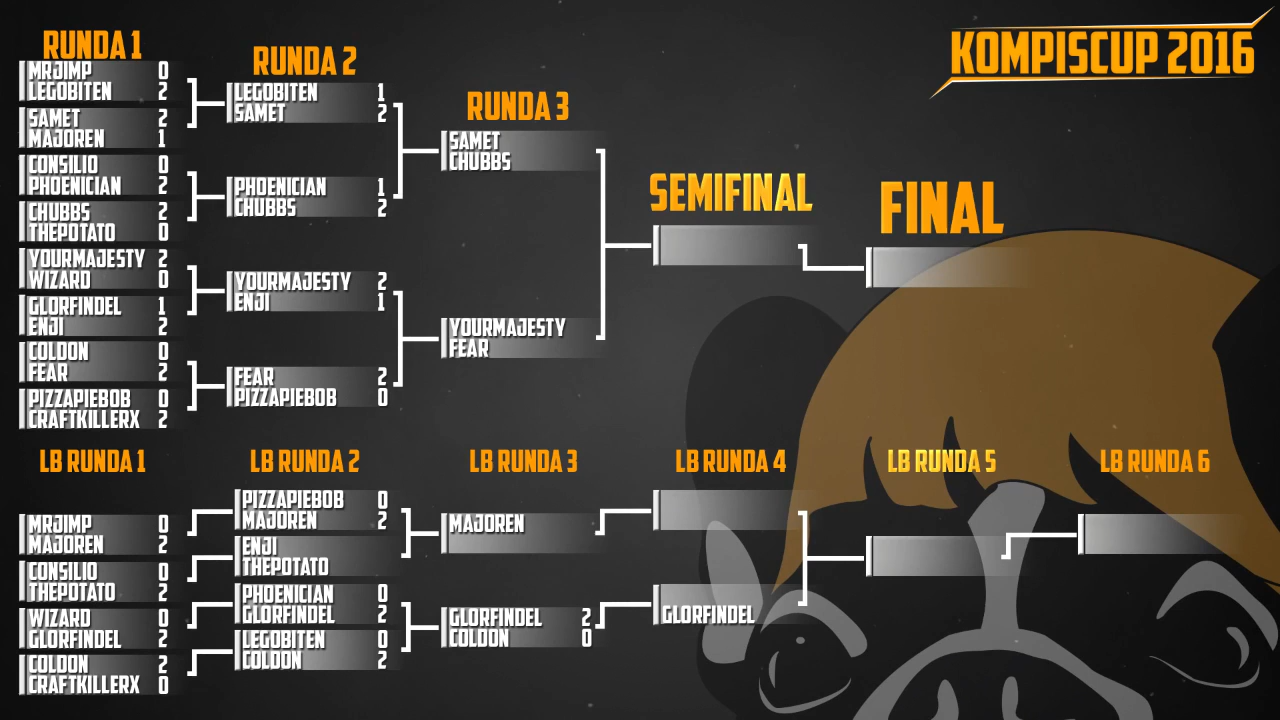 KOMPISCUP 2016
RUNDA 1
MRJIMP 0
LEGOBITEN 2
SAMET 2
MAJOREN 1
CONSILIO 0
PHOENICIAN 2
CHUBBS 2
THEPOTATO 0
YOURMAJESTY 2
WIZARD 0
GLORFINDEL 1
ENJI 2
COLDON 0
FEAR 2
PIZZAPIEBOB 0
CRAFTKILLERX 2
RUNDA 2
LEGOBITEN 1
SAMET 2
PHOENICIAN 1
CHUBBS 2
YOURMAJESTY 2
ENJI 1
FEAR 2
PIZZAPIEBOB 0
RUNDA 3
SAMET
CHUBBS
YOURMAJESTY
FEAR
SEMIFINAL
FINAL
LB RUNDA 1
MRJIMP 0
MAJOREN 2
CONSILIO 0
THEPOTATO 2
WIZARD 0
GLORFINDEL 2
COLDON 2
CRAFTKILLERX 0
LB RUNDA 2
PIZZAPIEBOB 0
MAJOREN 2
ENJI
THEPOTATO
PHOENICIAN 0
GLORFINDEL 2
LEGOBITEN 0
COLDON 2
LB RUNDA 3
MAJOREN
GLORFINDEL 2
COLDON 0
LB RUNDA 4
GLORFINDEL
LB RUNDA 5
LB RUNDA 6